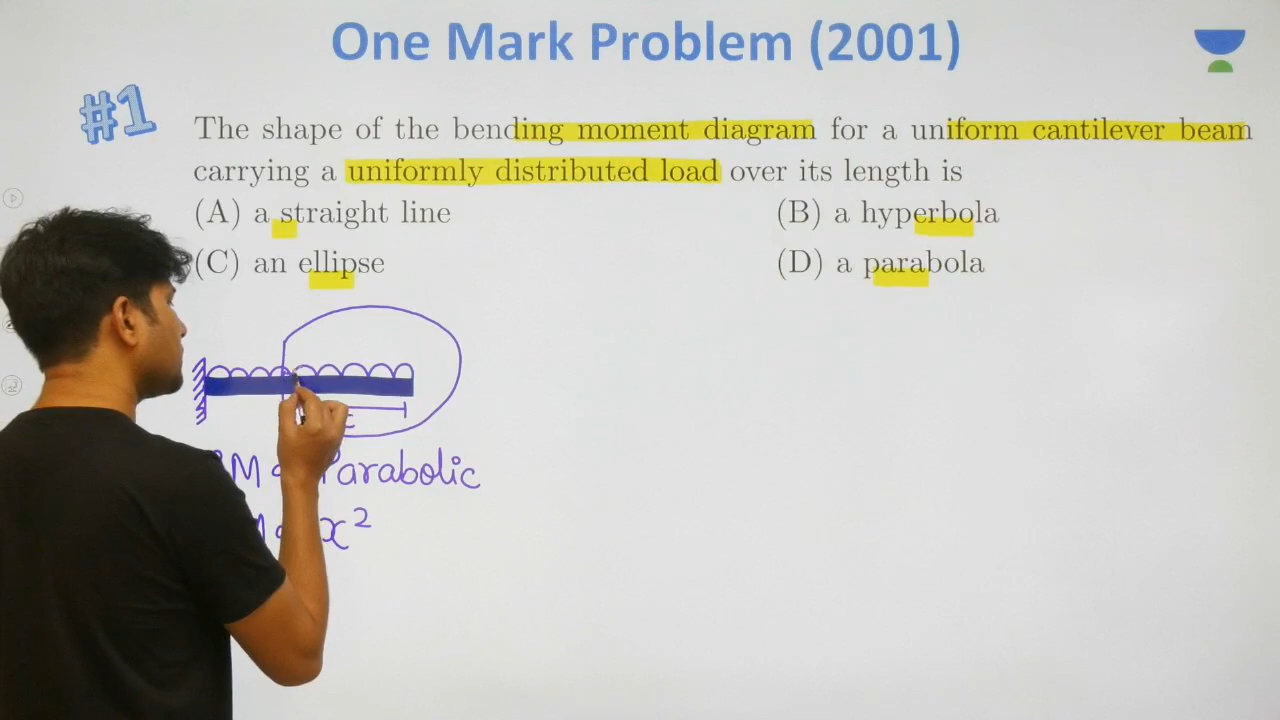 One Mark Problem (2001)
#1
The shape of the bending moment diagram for a uniform cantilever beam
carrying a uniformly distributed load over its length is
(A) a straight line
(B) a hyperbola
(C) an ellipse
(D) a parabola
M Parabolic
x²